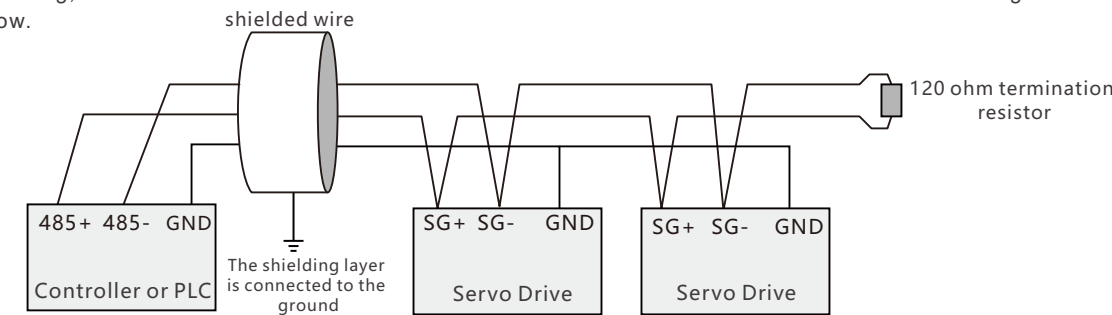 ow.
shielded wire
120 ohm termination
resistor
485+ 485- GND
Controller or PLC
The shielding layer
is connected to the
ground
SG+ SG- GND
Servo Drive
SG+ SG- GND
Servo Drive